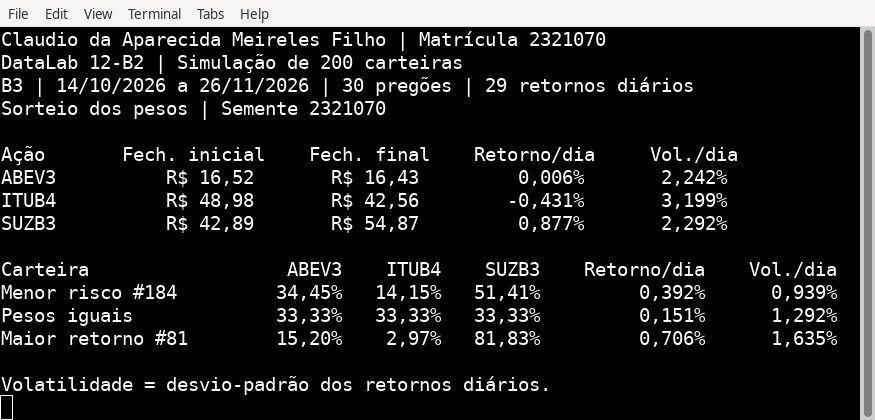 File Edit View Terminal Tabs Help
Claudio da Aparecida Meireles Filho | Matrícula 2321070
DataLab 12-B2 | Simulação de 200 carteiras
B3 | 14/10/2026 a 26/11/2026 | 30 pregões | 29 retornos diários
Sorteio dos pesos | Semente 2321070
Ação Fech. inicial Fech. final Retorno/dia Vol./dia
ABEV3 R$ 16,52 R$ 16,43 0,006% 2,242%
ITUB4 R$ 48,98 R$ 42,56 -0,431% 3,199%
SUZB3 R$ 42,89 R$ 54,87 0,877% 2,292%
Carteira ABEV3 ITUB4 SUZB3 Retorno/dia Vol./dia
Menor risco #184 34,45% 14,15% 51,41% 0,392% 0,939%
Pesos iguais 33,33% 33,33% 33,33% 0,151% 1,292%
Maior retorno #81 15,20% 2,97% 81,83% 0,706% 1,635%
Volatilidade = desvio-padrão dos retornos diários.